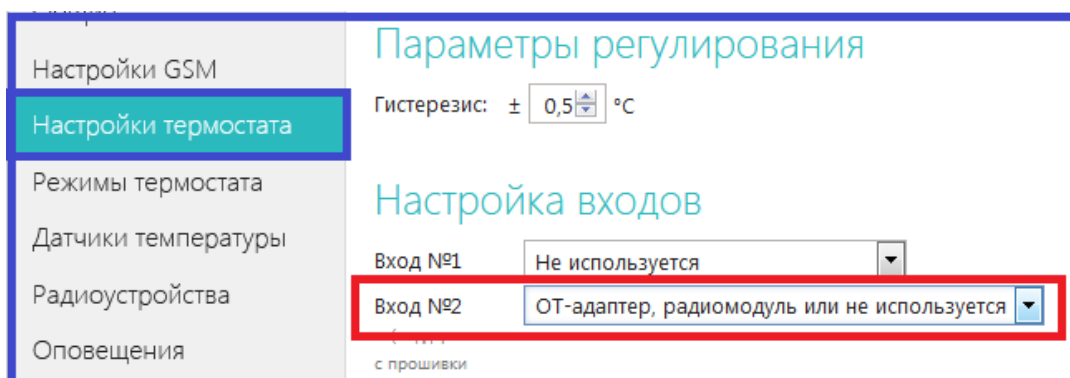 Настройки GSM
Настройки термостата
Режимы термостата
Датчики температуры
Радиоустройства
Оповещения
Параметры регулирования
Гистерезис: ± 0,5 °C
Настройка входов
Вход №1 Не используется
Вход №2 ОТ-адаптер, радиомодуль или не используется
с прошивки